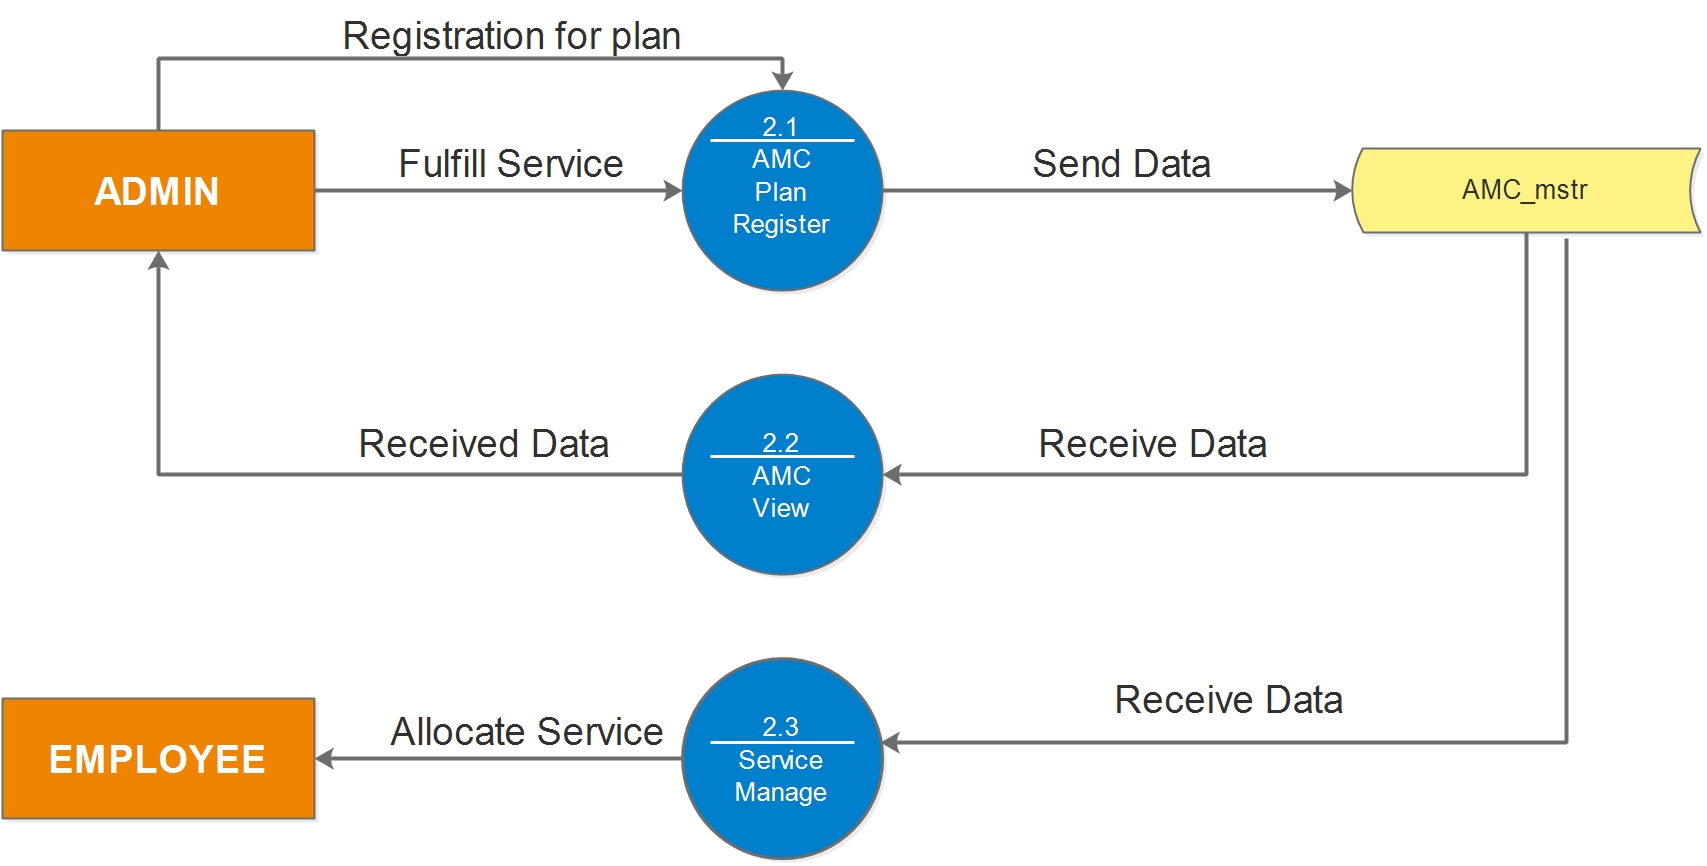 Registration for plan
ADMIN
Fulfill Service
2.1
AMC
Plan
Register
Send Data
AMC_mstr
Received Data
2.2
AMC
View
Receive Data
EMPLOYEE
Allocate Service
2.3
Service
Manage
Receive Data